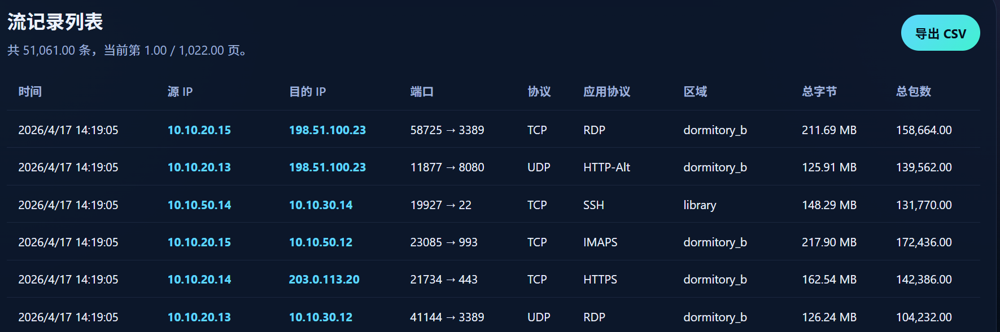 流记录列表
共 51,061.00 条，当前第 1.00 / 1,022.00 页。
导出 CSV
时间 源 IP 目的 IP 端口 协议 应用协议 区域 总字节 总包数
2026/4/17 14:19:05 10.10.20.15 198.51.100.23 58725 → 3389 TCP RDP dormitory_b 211.69 MB 158,664.00
2026/4/17 14:19:05 10.10.20.13 198.51.100.23 11877 → 8080 UDP HTTP-Alt dormitory_b 125.91 MB 139,562.00
2026/4/17 14:19:05 10.10.50.14 10.10.30.14 19927 → 22 TCP SSH library 148.29 MB 131,770.00
2026/4/17 14:19:05 10.10.20.15 10.10.50.12 23085 → 993 TCP IMAPS dormitory_b 217.90 MB 172,436.00
2026/4/17 14:19:05 10.10.20.14 203.0.113.20 21734 → 443 TCP HTTPS dormitory_b 162.54 MB 142,386.00
2026/4/17 14:19:05 10.10.20.13 10.10.30.12 41144 → 3389 UDP RDP dormitory_b 126.24 MB 104,232.00